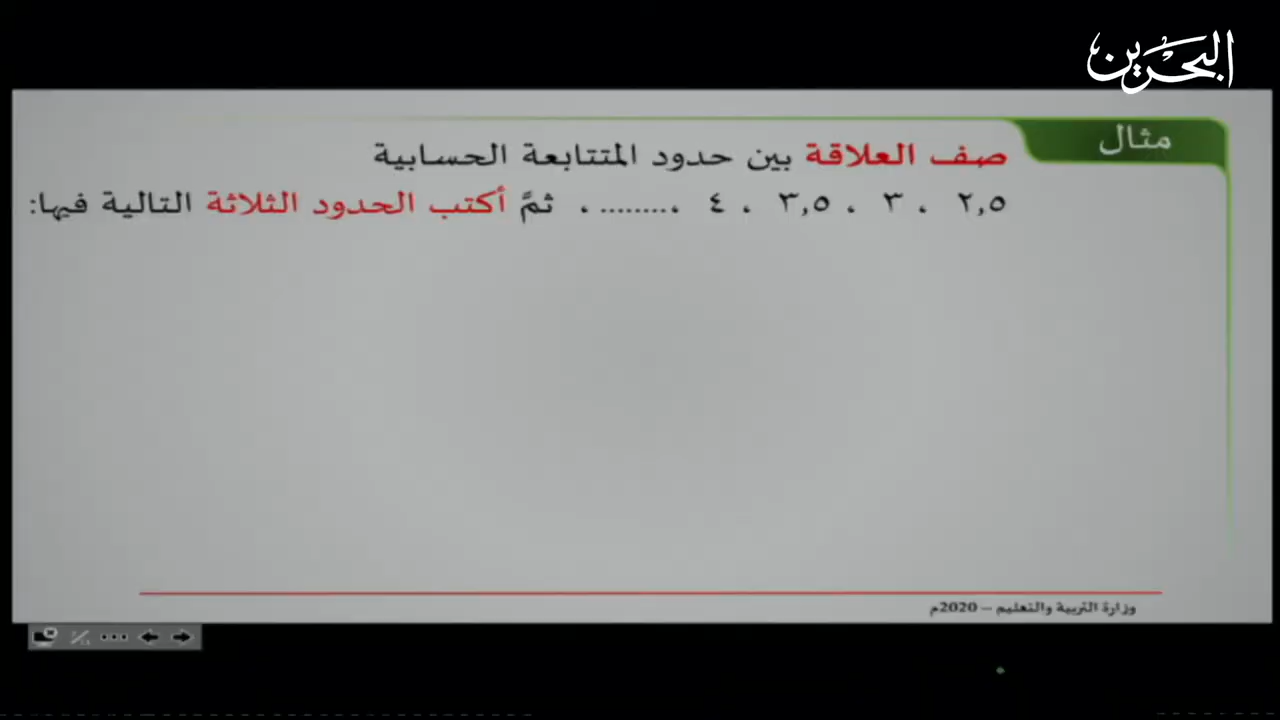 البحرين
مثال
صف العلاقة بين حدود المتتابعة الحسابية
٢,٥ ، ٣ ، ٣,٥ ، ٤ ،........ ، ثمَّ أكتب الحدود الثلاثة التالية فيها:
وزارة التربية والتعليم – 2020م